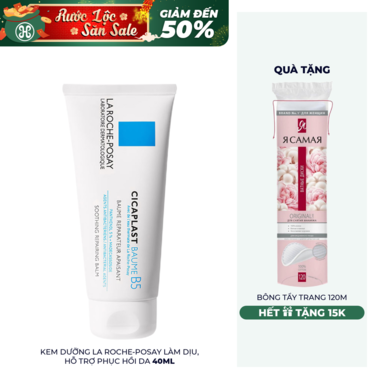 Rước Lộc
Săn Sale
GIẢM ĐẾN
50%
QUÀ TẶNG
LA ROCHE-POSAY
LABORATOIRE DERMATOLOGIQUE
CICAPLAST BAUME B5
BAUME RÉPARATEUR APAISANT
SOOTHING REPAIRING BALM
Я САМАЯ
ORIGINAL
120
BÔNG TẨY TRANG 120M
HẾT TẶNG 15K
KEM DƯỠNG LA ROCHE-POSAY LÀM DỊU,
HỖ TRỢ PHỤC HỒI DA 40ML